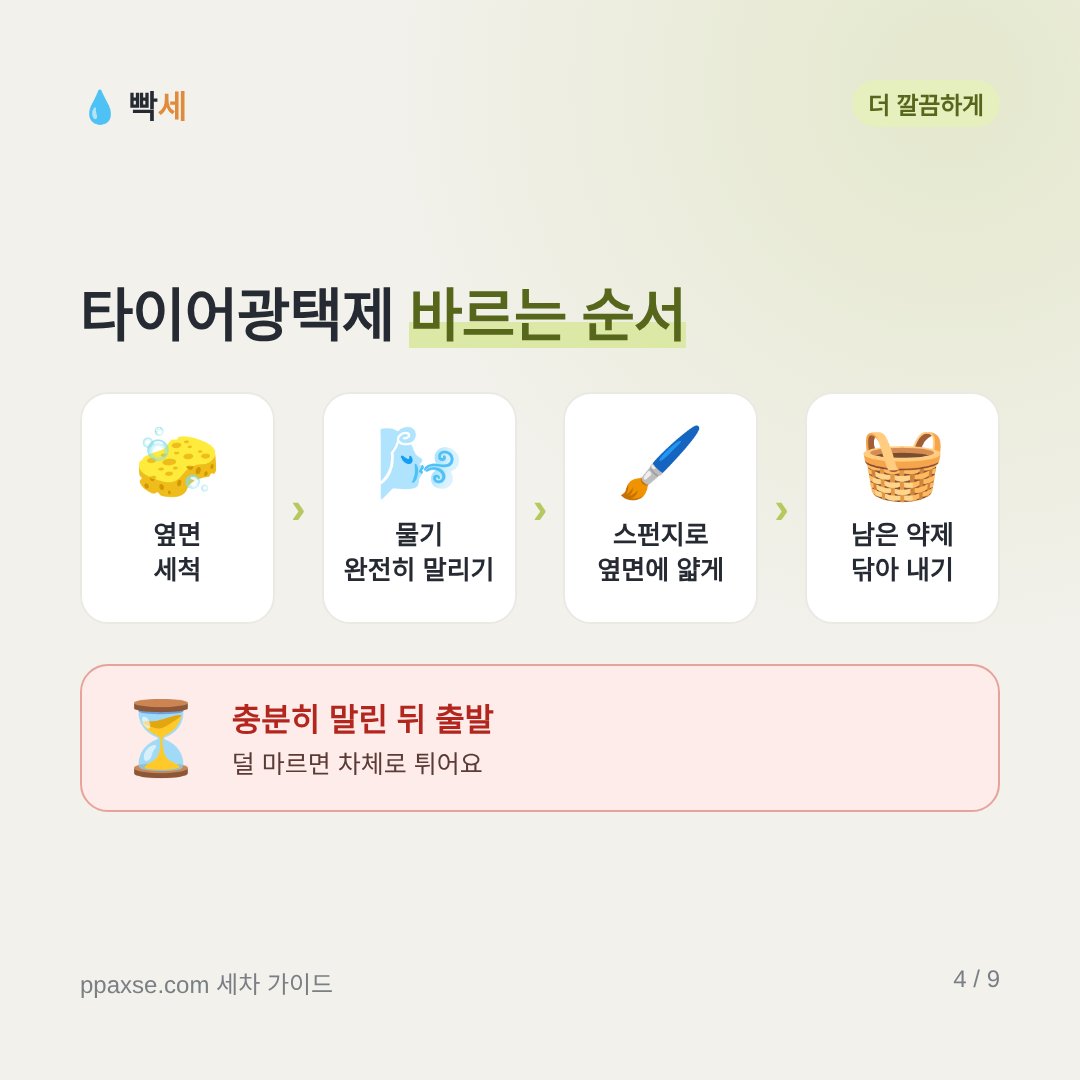 빡세
더 깔끔하게
타이어광택제 바르는 순서
옆면
세척
›
물기
완전히 말리기
›
스펀지로
옆면에 얇게
›
남은 약제
닦아 내기
충분히 말린 뒤 출발
덜 마르면 차체로 튀어요
ppaxse.com 세차 가이드
4 / 9